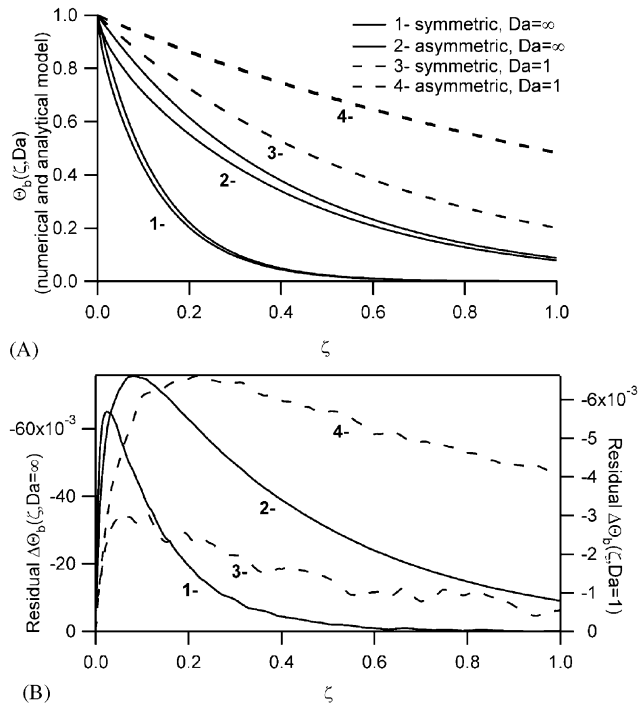 1- symmetric, Da=∞
2- asymmetric, Da=∞
3- symmetric, Da=1
4- asymmetric, Da=1
Θb(ζ,Da)
(numerical and analytical model)
1.0
0.8
0.6
0.4
0.2
0.0
4-
3-
2-
1-
0.0
0.2
0.4
0.6
0.8
1.0
ζ
(A)
Residual ΔΘb(ζ,Da=∞)
-60x10-3
-40
-20
0
4-
2-
3-
1-
-6x10-3
-5
-4
-3
-2
-1
0
Residual ΔΘb(ζ,Da=1)
0.0
0.2
0.4
0.6
0.8
1.0
ζ
(B)